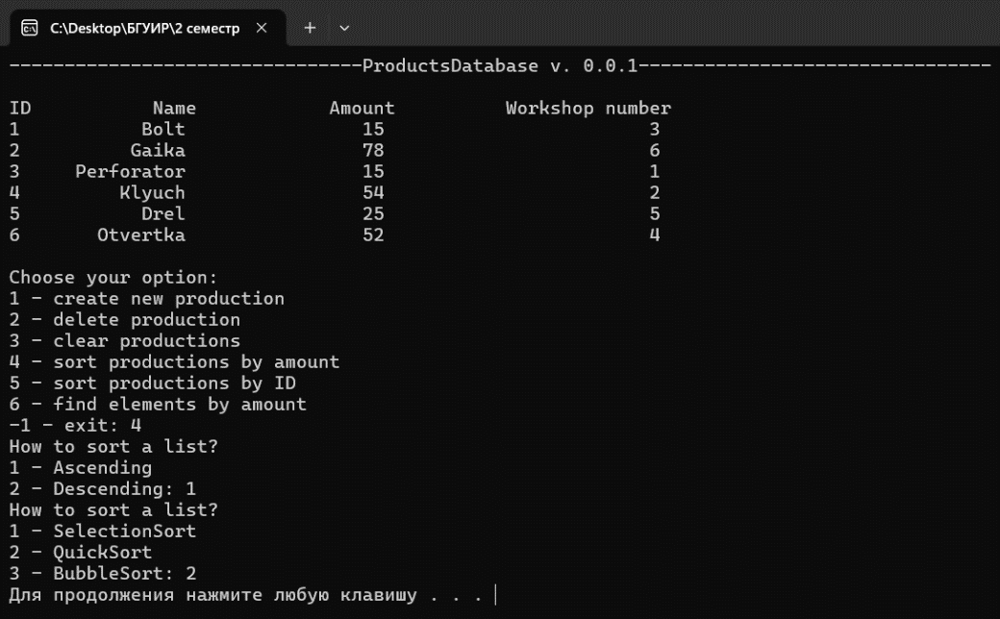 C:\Desktop\БГУИР\2 семестр
--------------------------------ProductsDatabase v. 0.0.1--------------------------------
ID Name Amount Workshop number
1 Bolt 15 3
2 Gaika 78 6
3 Perforator 15 1
4 Klyuch 54 2
5 Drel 25 5
6 Otvertka 52 4
Choose your option:
1 - create new production
2 - delete production
3 - clear productions
4 - sort productions by amount
5 - sort productions by ID
6 - find elements by amount
-1 - exit: 4
How to sort a list?
1 - Ascending
2 - Descending: 1
How to sort a list?
1 - SelectionSort
2 - QuickSort
3 - BubbleSort: 2
Для продолжения нажмите любую клавишу . . .